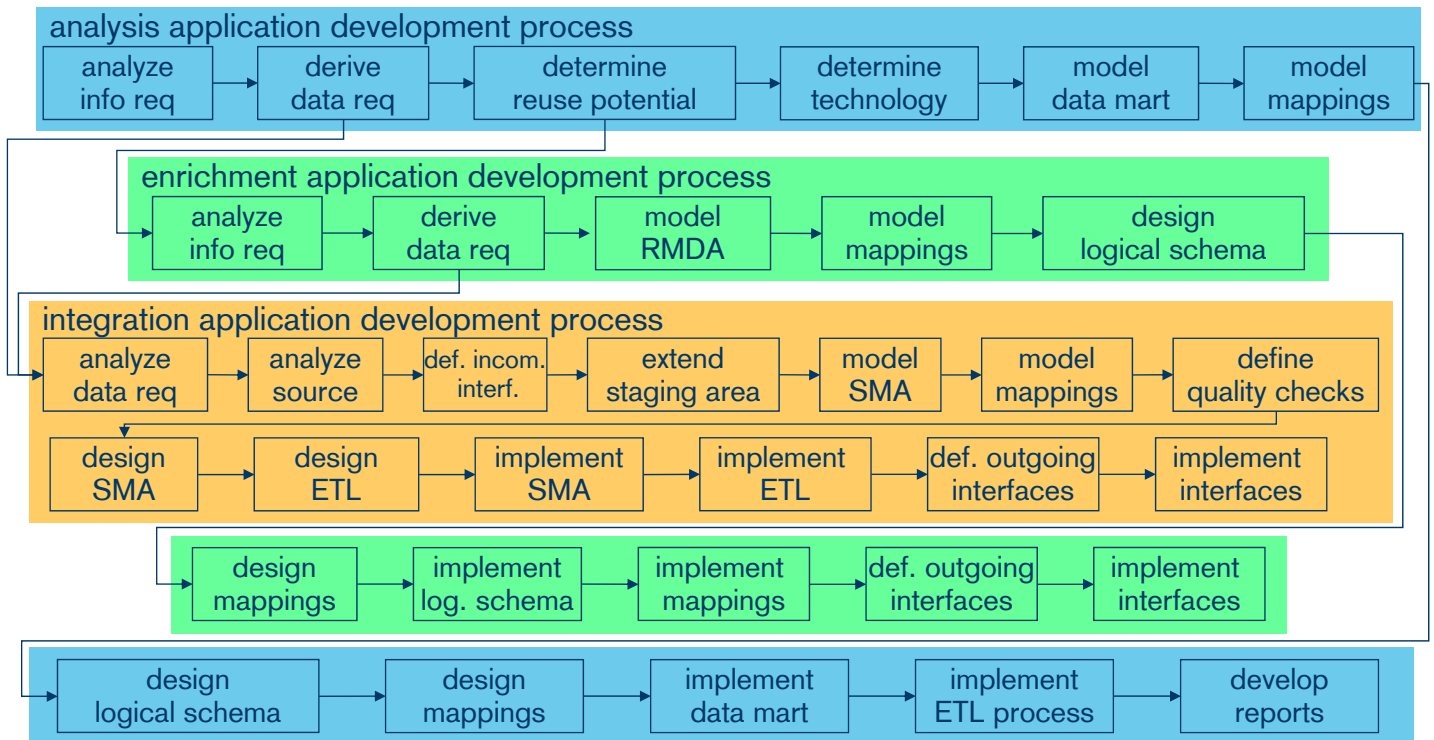 analysis application development process
analyze
info req
derive
data req
determine
reuse potential
determine
technology
model
data mart
model
mappings
enrichment application development process
analyze
info req
derive
data req
model
RMDA
model
mappings
design
logical schema
integration application development process
analyze
data req
analyze
source
def. incom.
interf.
extend
staging area
model
SMA
model
mappings
define
quality checks
design
SMA
design
ETL
implement
SMA
implement
ETL
def. outgoing
interfaces
implement
interfaces
design
mappings
implement
log. schema
implement
mappings
def. outgoing
interfaces
implement
interfaces
design
logical schema
design
mappings
implement
data mart
implement
ETL process
develop
reports